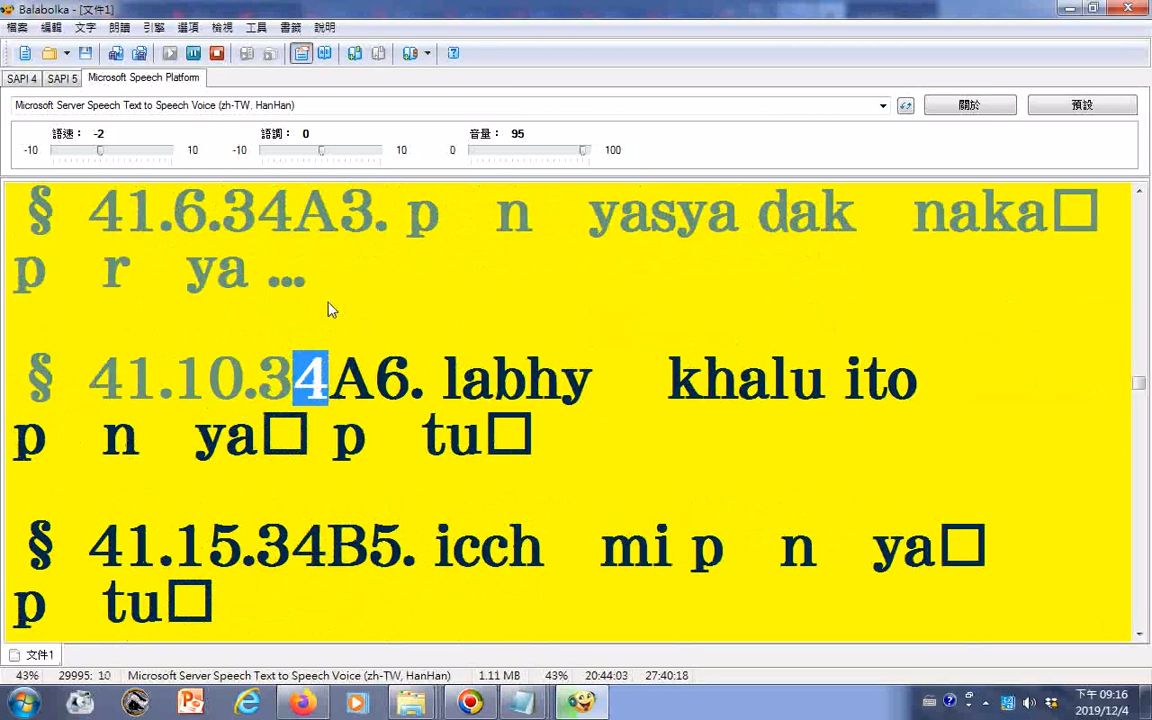 Balabolka - [文件1]
檔案 編輯 文字 朗讀 引擎 選項 檢視 工具 書籤 說明
SAPI 4 SAPI 5 Microsoft Speech Platform
Microsoft Server Speech Text to Speech Voice (zh-TW, HanHan) 關於 預設
語速： -2 語調： 0 音量： 95
-10 10 -10 10 0 100
§ 41.6.34A3. p n yasya dak naka□
p r ya ...
§ 41.10.34A6. labhy khalu ito
p n ya□ p tu□
§ 41.15.34B5. icch mi p n ya□
p tu□
文件1
43% 29995: 10 Microsoft Server Speech Text to Speech Voice (zh-TW, HanHan) 1.11 MB 43% 20:44:03 27:40:18
下午 09:16
2019/12/4